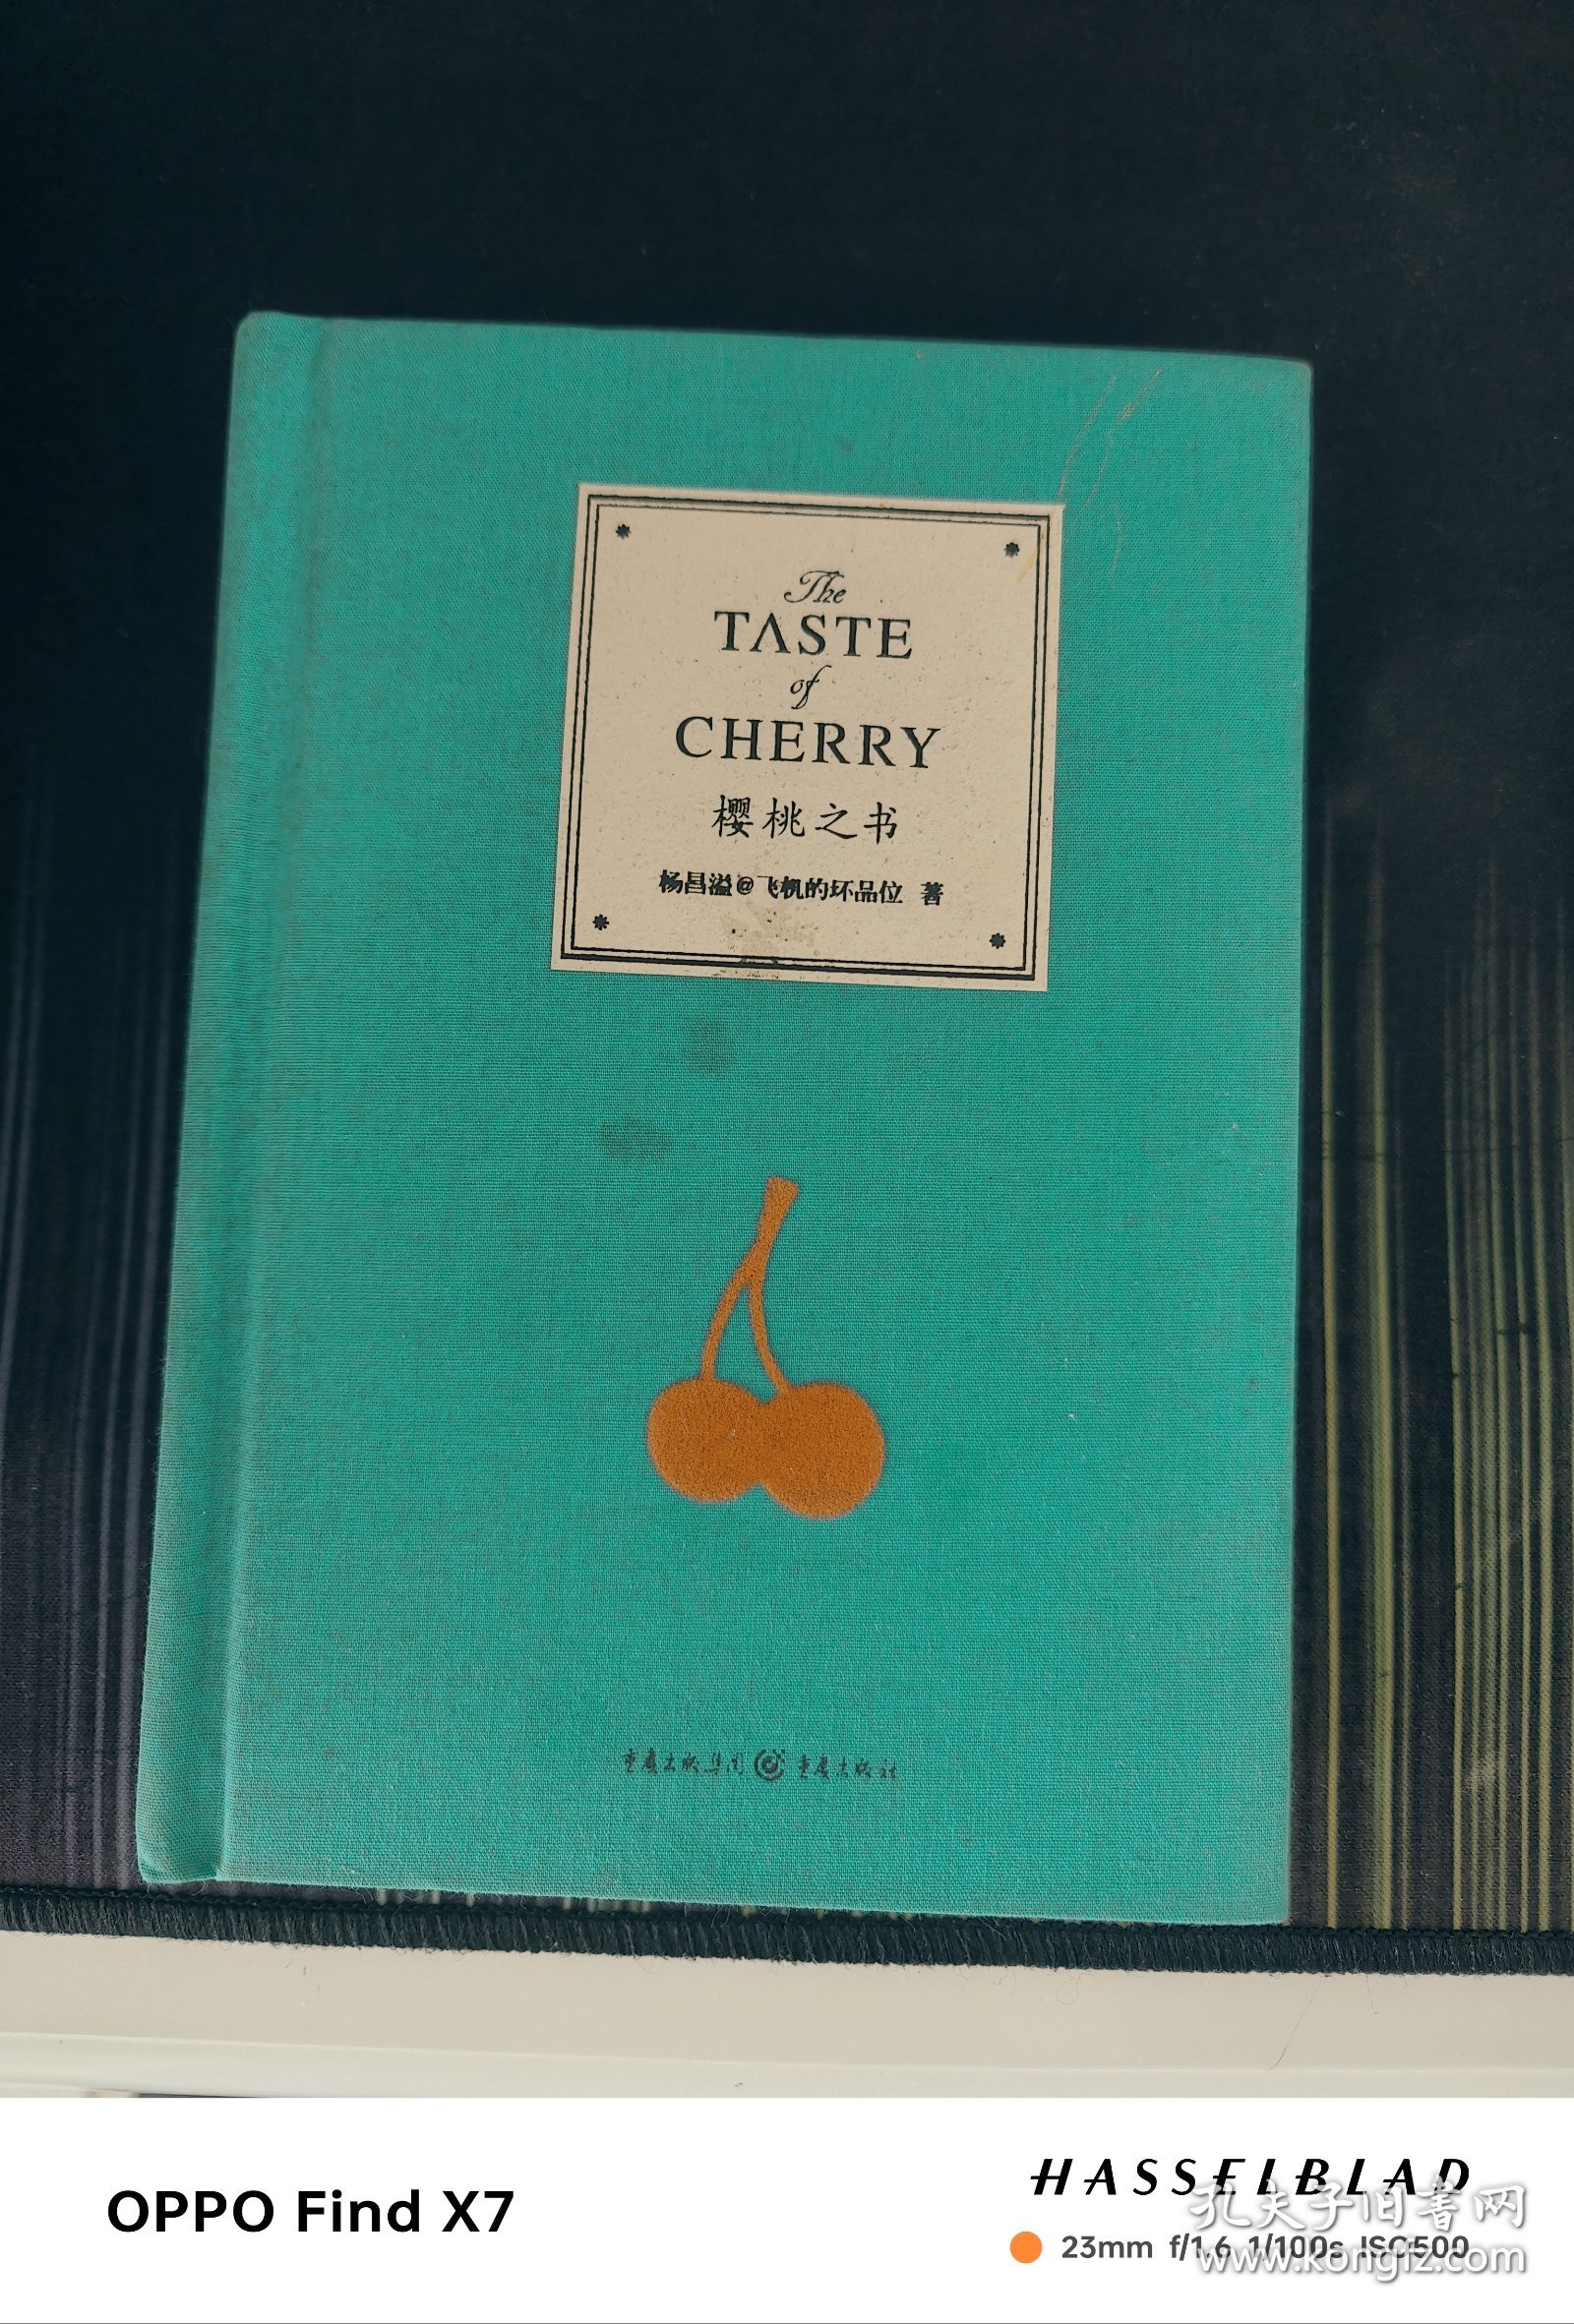 The
TASTE
of
CHERRY
樱桃之书
杨昌溢@飞机的坏品位 著
重庆出版集团 重庆出版社
OPPO Find X7
HASSELBLAD
23mm f/1.6 1/100s ISO500
孔夫子旧书网
www.kongfz.com